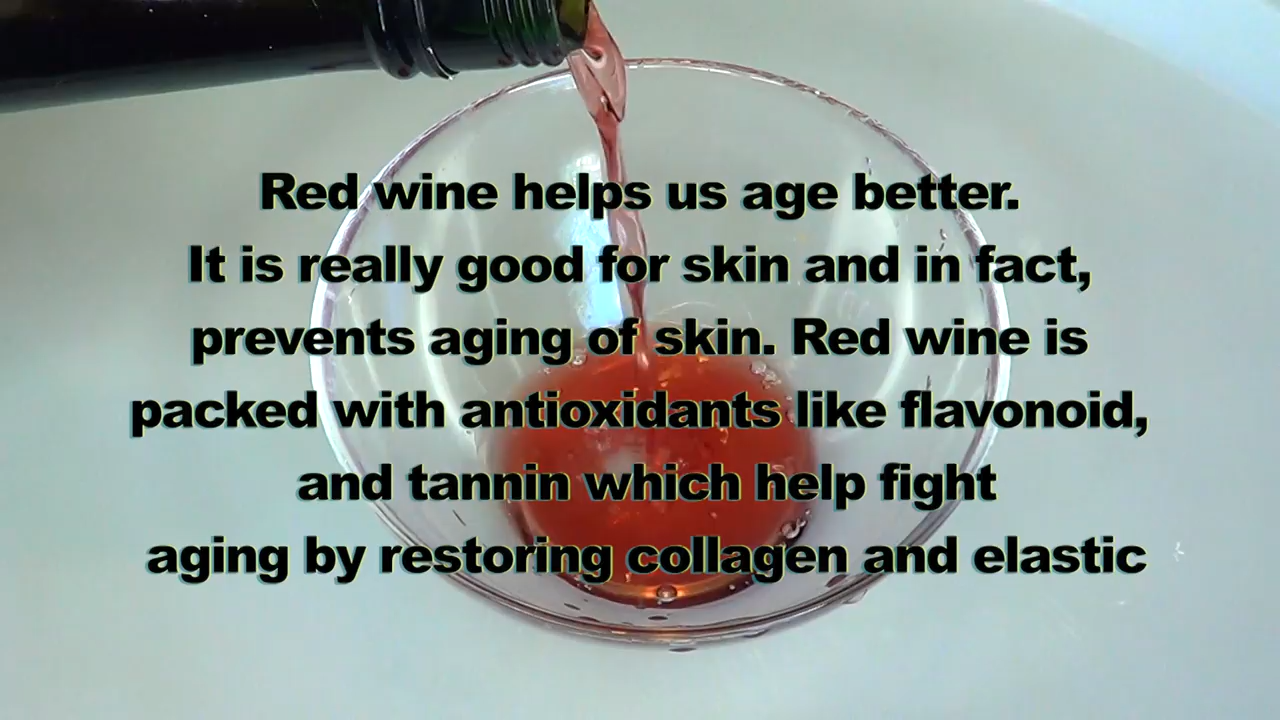 Red wine helps us age better.
It is really good for skin and in fact,
prevents aging of skin. Red wine is
packed with antioxidants like flavonoid,
and tannin which help fight
aging by restoring collagen and elastic